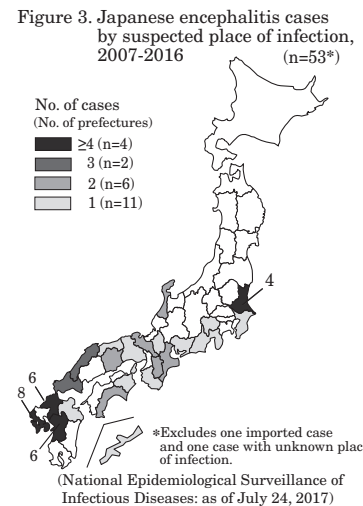 Figure 3. Japanese encephalitis cases
by suspected place of infection,
2007-2016 (n=53*)
No. of cases
(No. of prefectures)
≥4 (n=4)
3 (n=2)
2 (n=6)
1 (n=11)
4
6
8
6
*Excludes one imported case
and one case with unknown plac
of infection.
(National Epidemiological Surveillance of
Infectious Diseases: as of July 24, 2017)